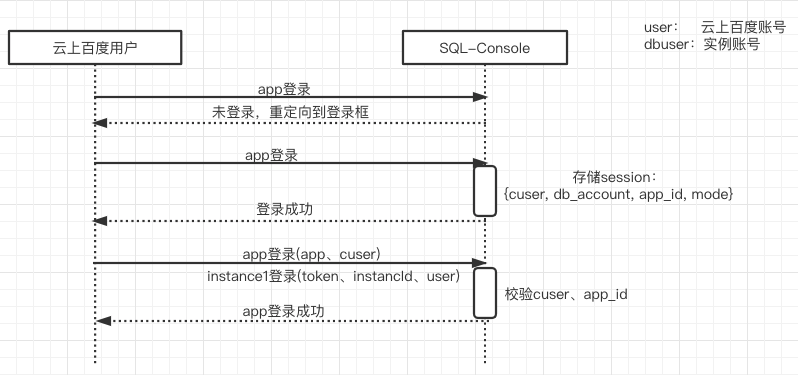 user： 云上百度账号
dbuser：实例账号
云上百度用户
SQL-Console
app登录
未登录，重定向到登录框
app登录
存储session：
{cuser, db_account, app_id, mode}
登录成功
app登录(app、cuser)
instance1登录(token、instancId、user)
校验cuser、app_id
app登录成功